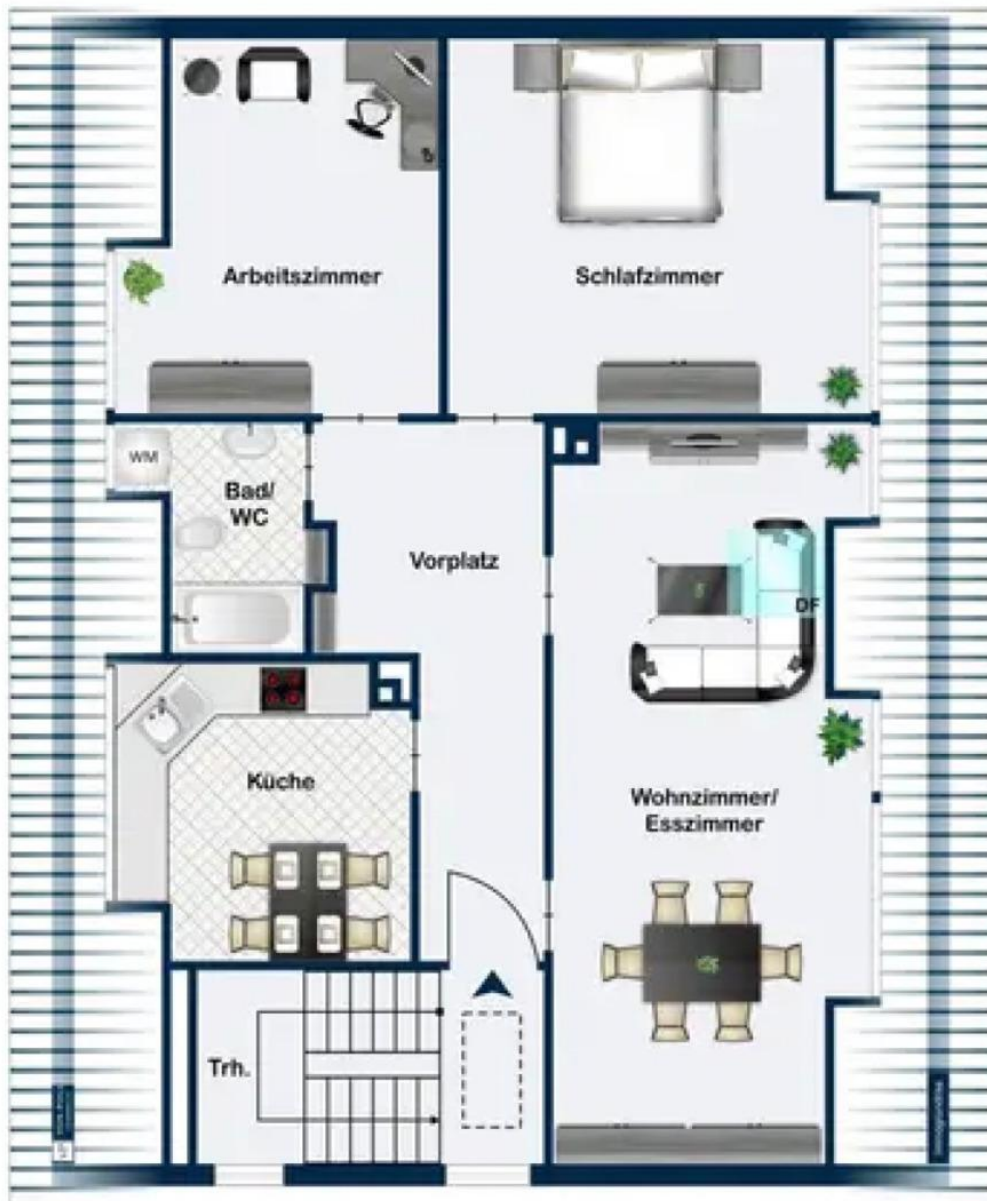 Arbeitszimmer
Schlafzimmer
WM
Bad/
WC
Vorplatz
DF
Küche
Wohnzimmer/
Esszimmer
Trh.